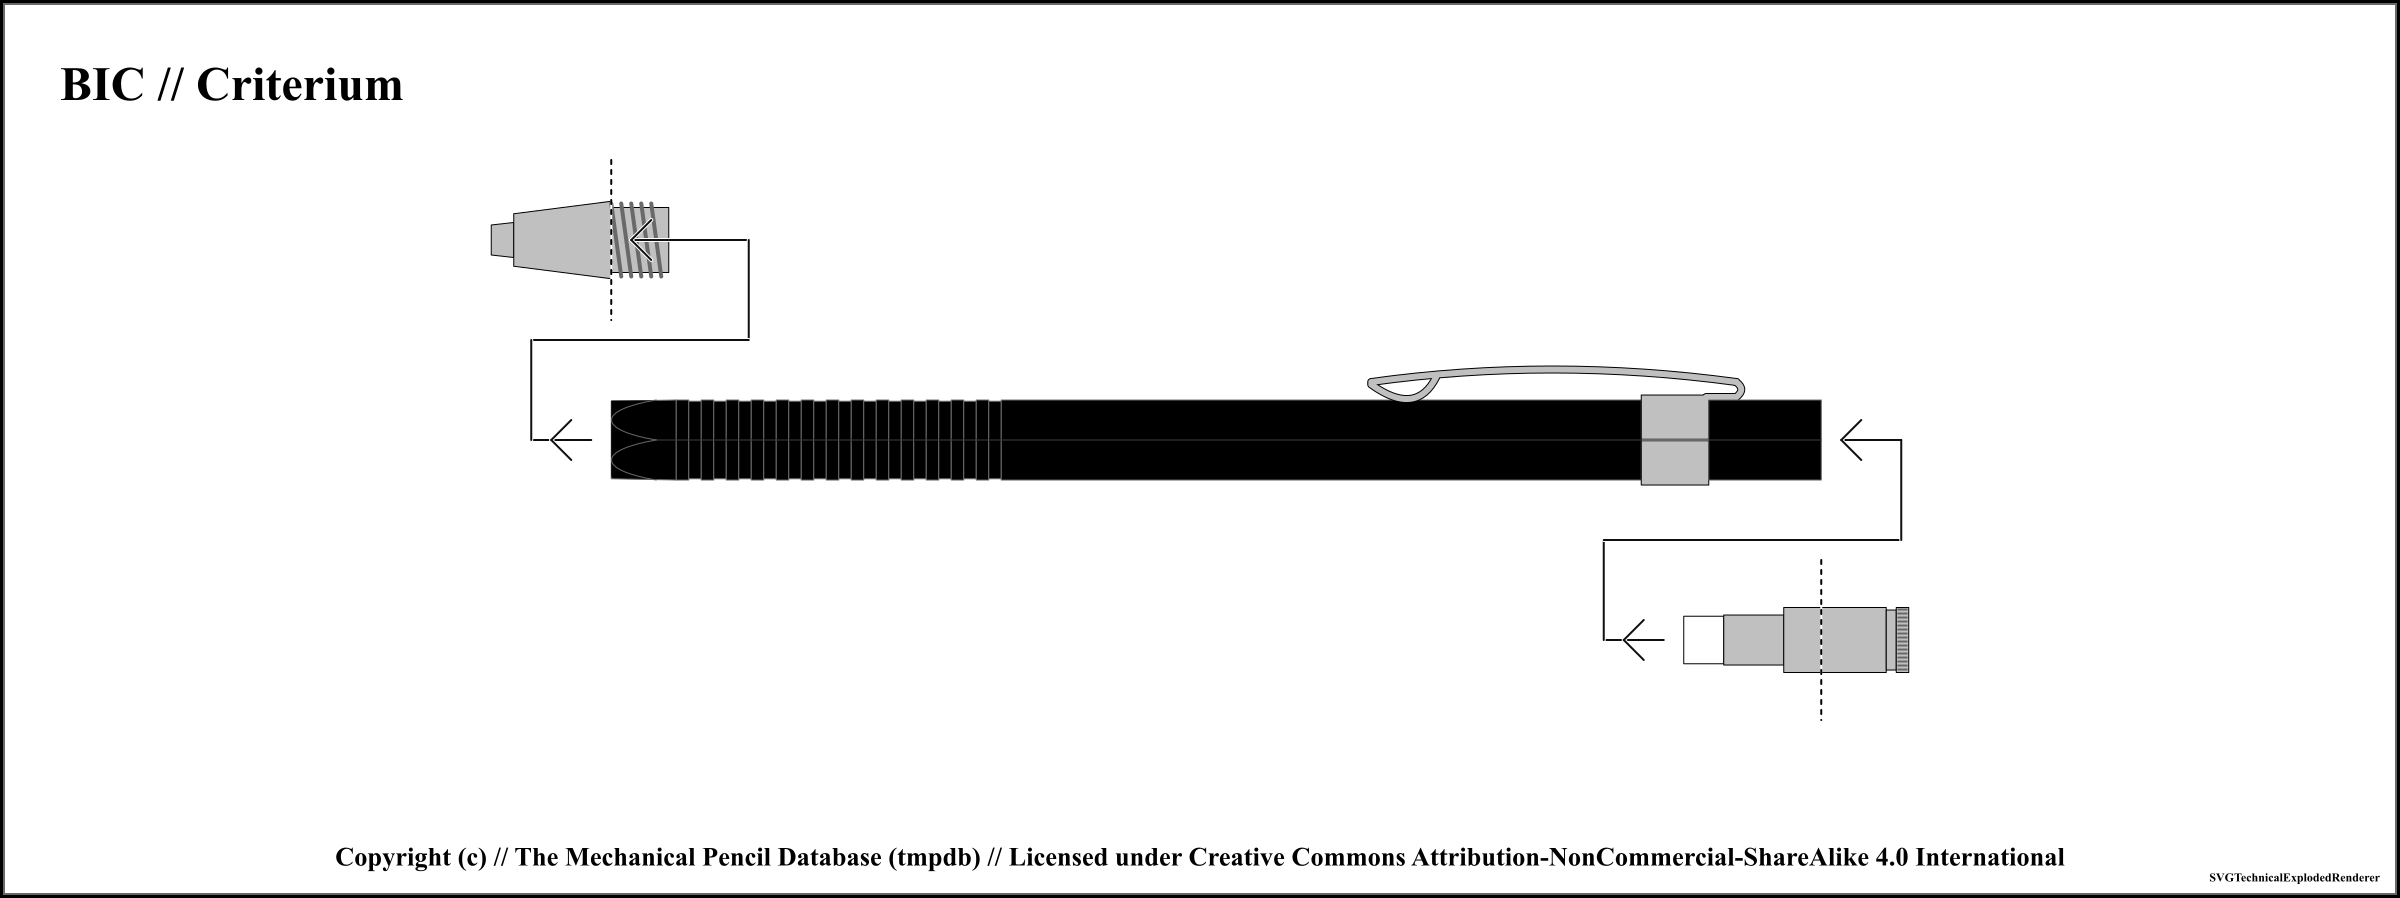 BIC // Criterium
Copyright (c) // The Mechanical Pencil Database (tmpdb) // Licensed under Creative Commons Attribution-NonCommercial-ShareAlike 4.0 International
SVGTechnicalExplodedRenderer